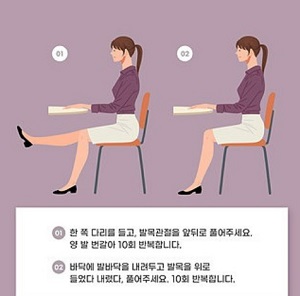 01
02
01 한 쪽 다리를 들고, 발목관절을 앞뒤로 풀어주세요.
양 발 번갈아 10회 반복합니다.
02 바닥에 발바닥을 내려두고 발목을 위로
들었다 내렸다, 풀어주세요. 10회 반복합니다.